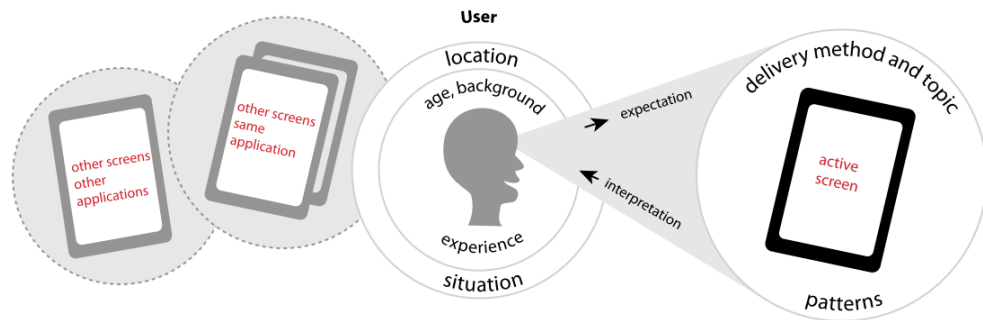 User
other screens
other
applications
other screens
same
application
location
age, background
experience
situation
expectation
interpretation
delivery method and topic
active
screen
patterns